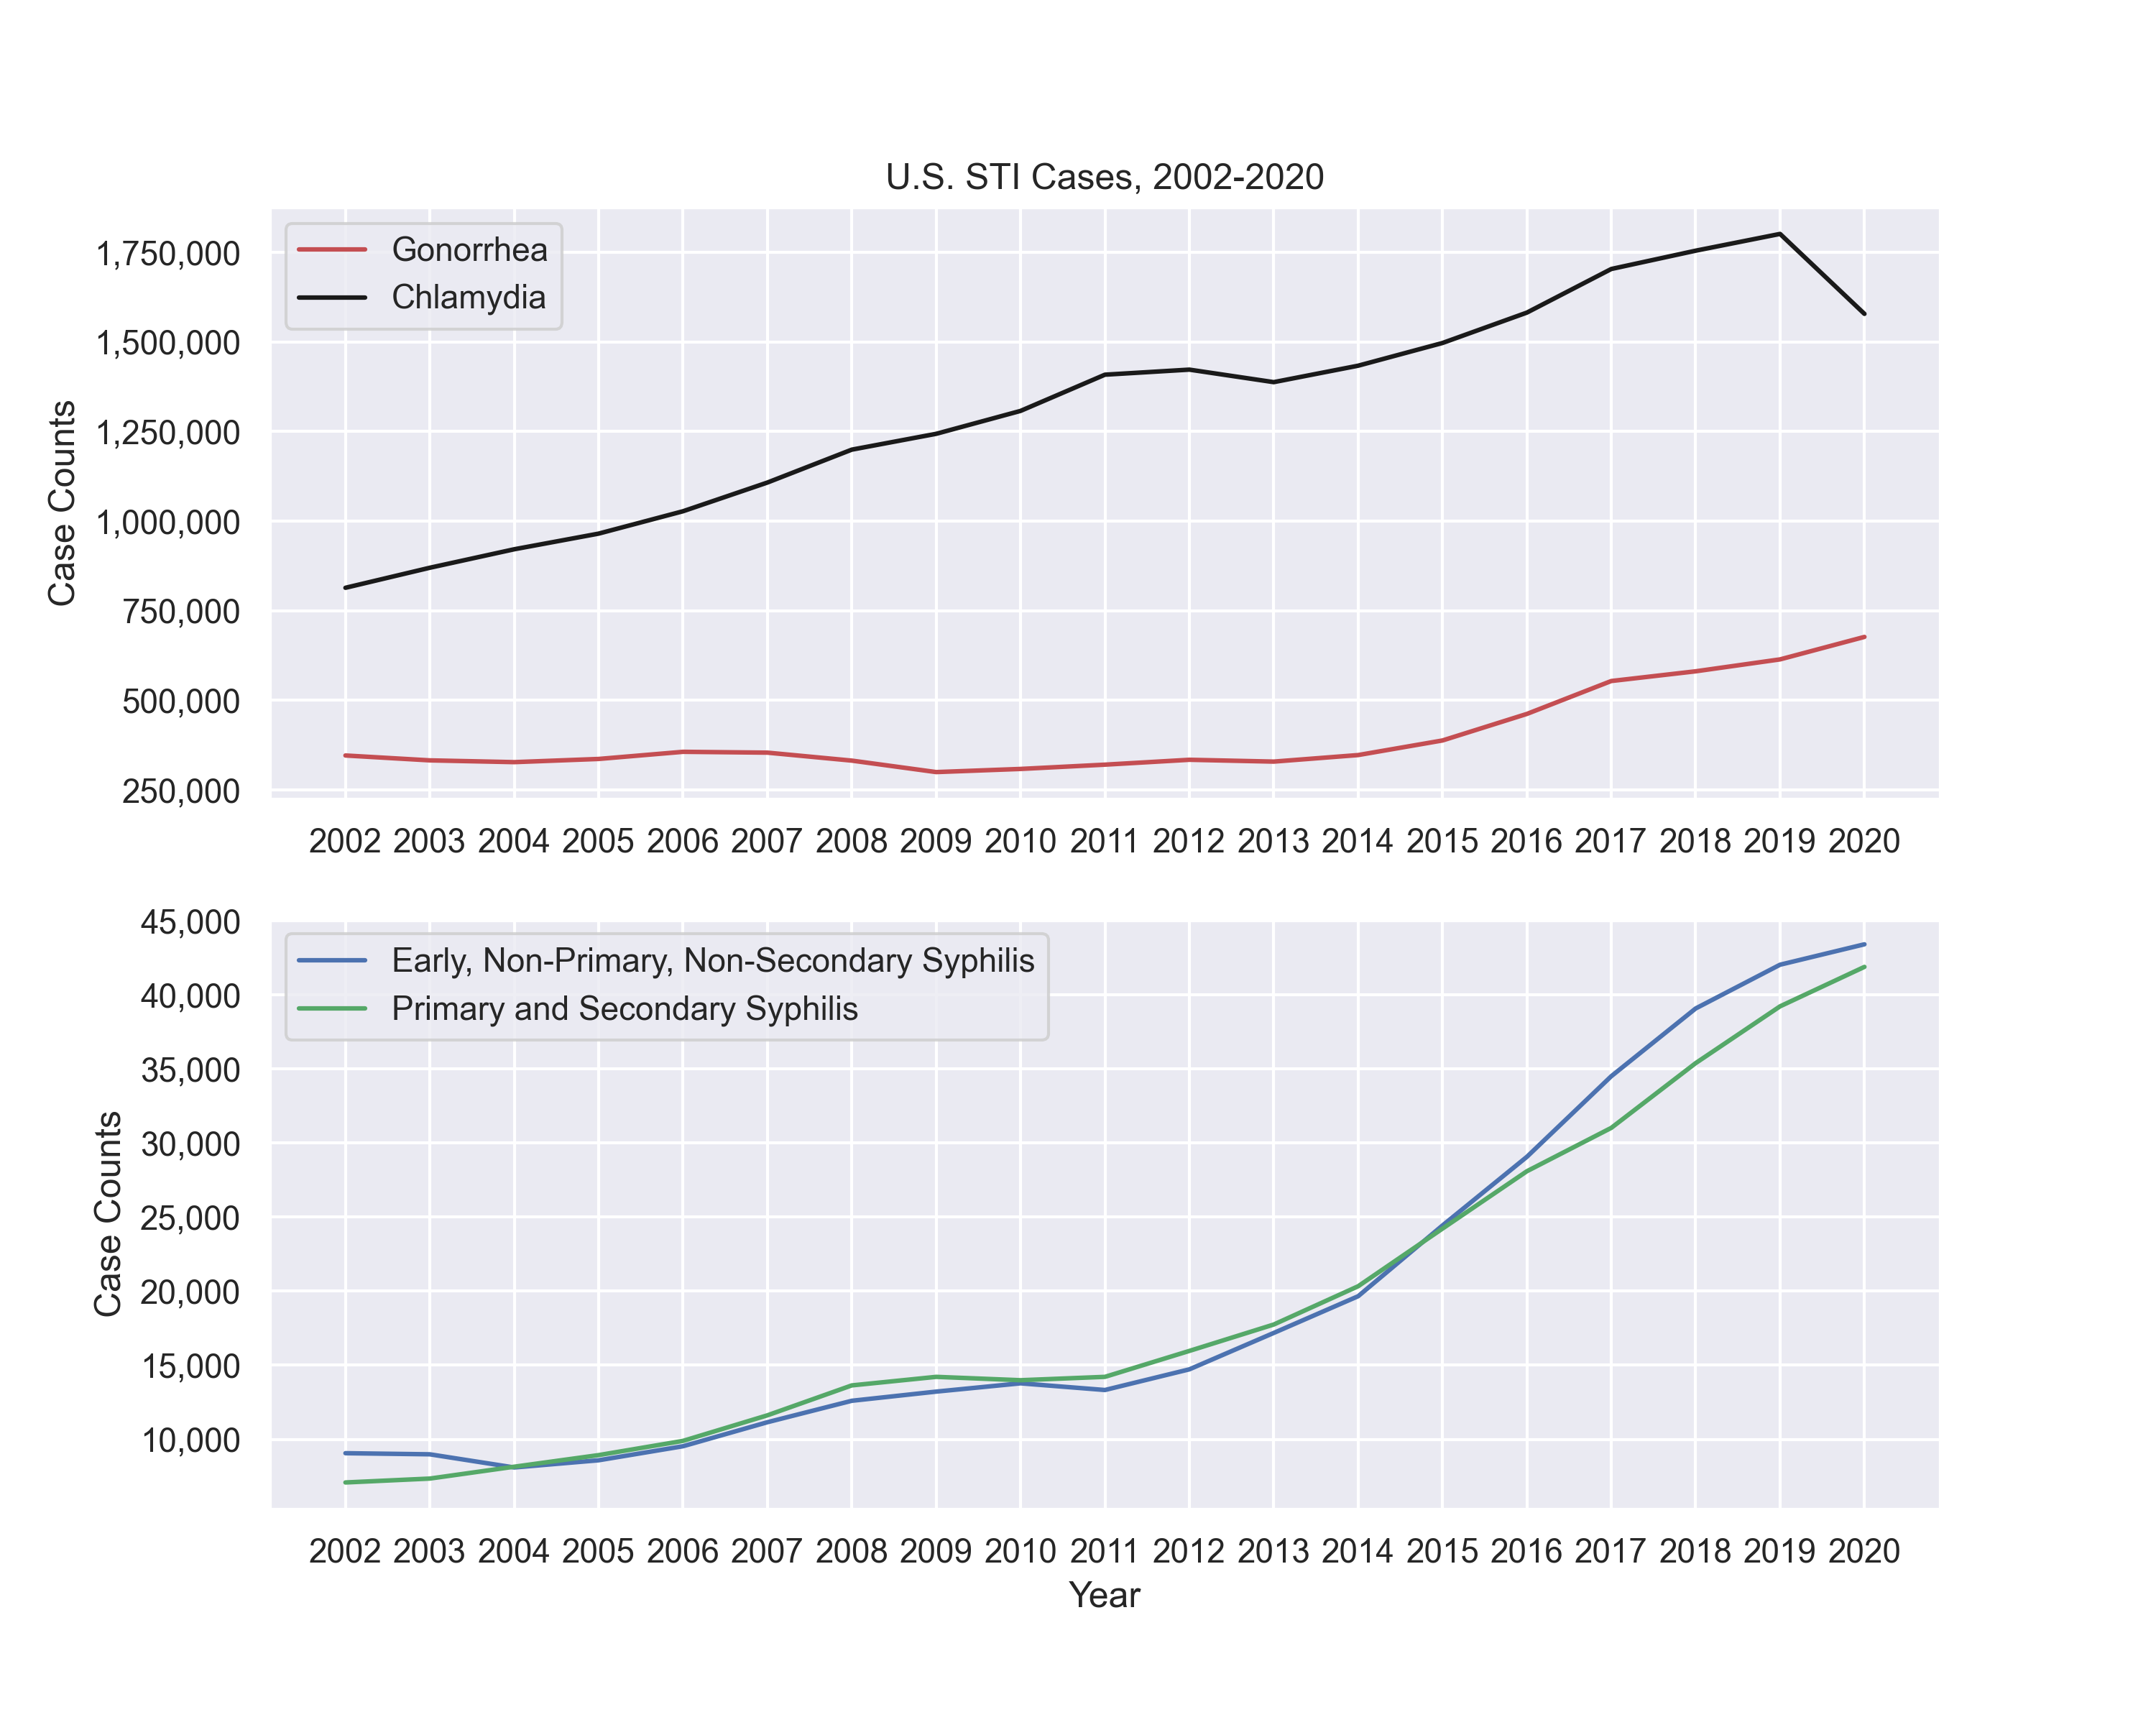 U.S. STI Cases, 2002-2020
Gonorrhea
Chlamydia
Case Counts
1,750,000
1,500,000
1,250,000
1,000,000
750,000
500,000
250,000
2002 2003 2004 2005 2006 2007 2008 2009 2010 2011 2012 2013 2014 2015 2016 2017 2018 2019 2020
Early, Non-Primary, Non-Secondary Syphilis
Primary and Secondary Syphilis
Case Counts
45,000
40,000
35,000
30,000
25,000
20,000
15,000
10,000
2002 2003 2004 2005 2006 2007 2008 2009 2010 2011 2012 2013 2014 2015 2016 2017 2018 2019 2020
Year